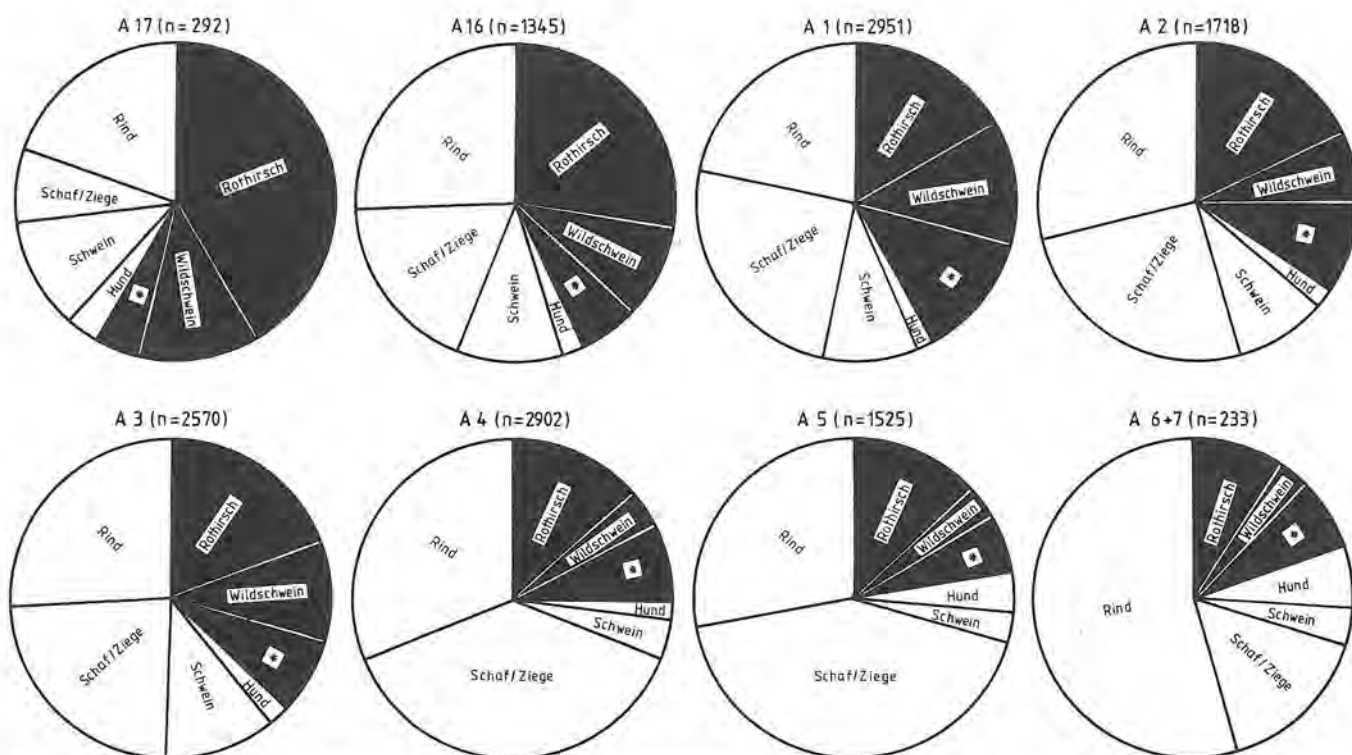 A 17 (n=292)
Rothirsch
Wildschwein
*
Hund
Schwein
Schaf/Ziege
Rind
A 16 (n=1345)
Rothirsch
Wildschwein
*
Hund
Schwein
Schaf/Ziege
Rind
A 1 (n=2951)
Rothirsch
Wildschwein
*
Hund
Schwein
Schaf/Ziege
Rind
A 2 (n=1718)
Rothirsch
Wildschwein
*
Hund
Schwein
Schaf/Ziege
Rind
A 3 (n=2570)
Rothirsch
Wildschwein
*
Hund
Schwein
Schaf/Ziege
Rind
A 4 (n=2902)
Rothirsch
Wildschwein
*
Hund
Schwein
Schaf/Ziege
Rind
A 5 (n=1525)
Rothirsch
Wildschwein
*
Hund
Schwein
Schaf/Ziege
Rind
A 6+7 (n=233)
Rothirsch
Wildschwein
*
Hund
Schwein
Schaf/Ziege
Rind